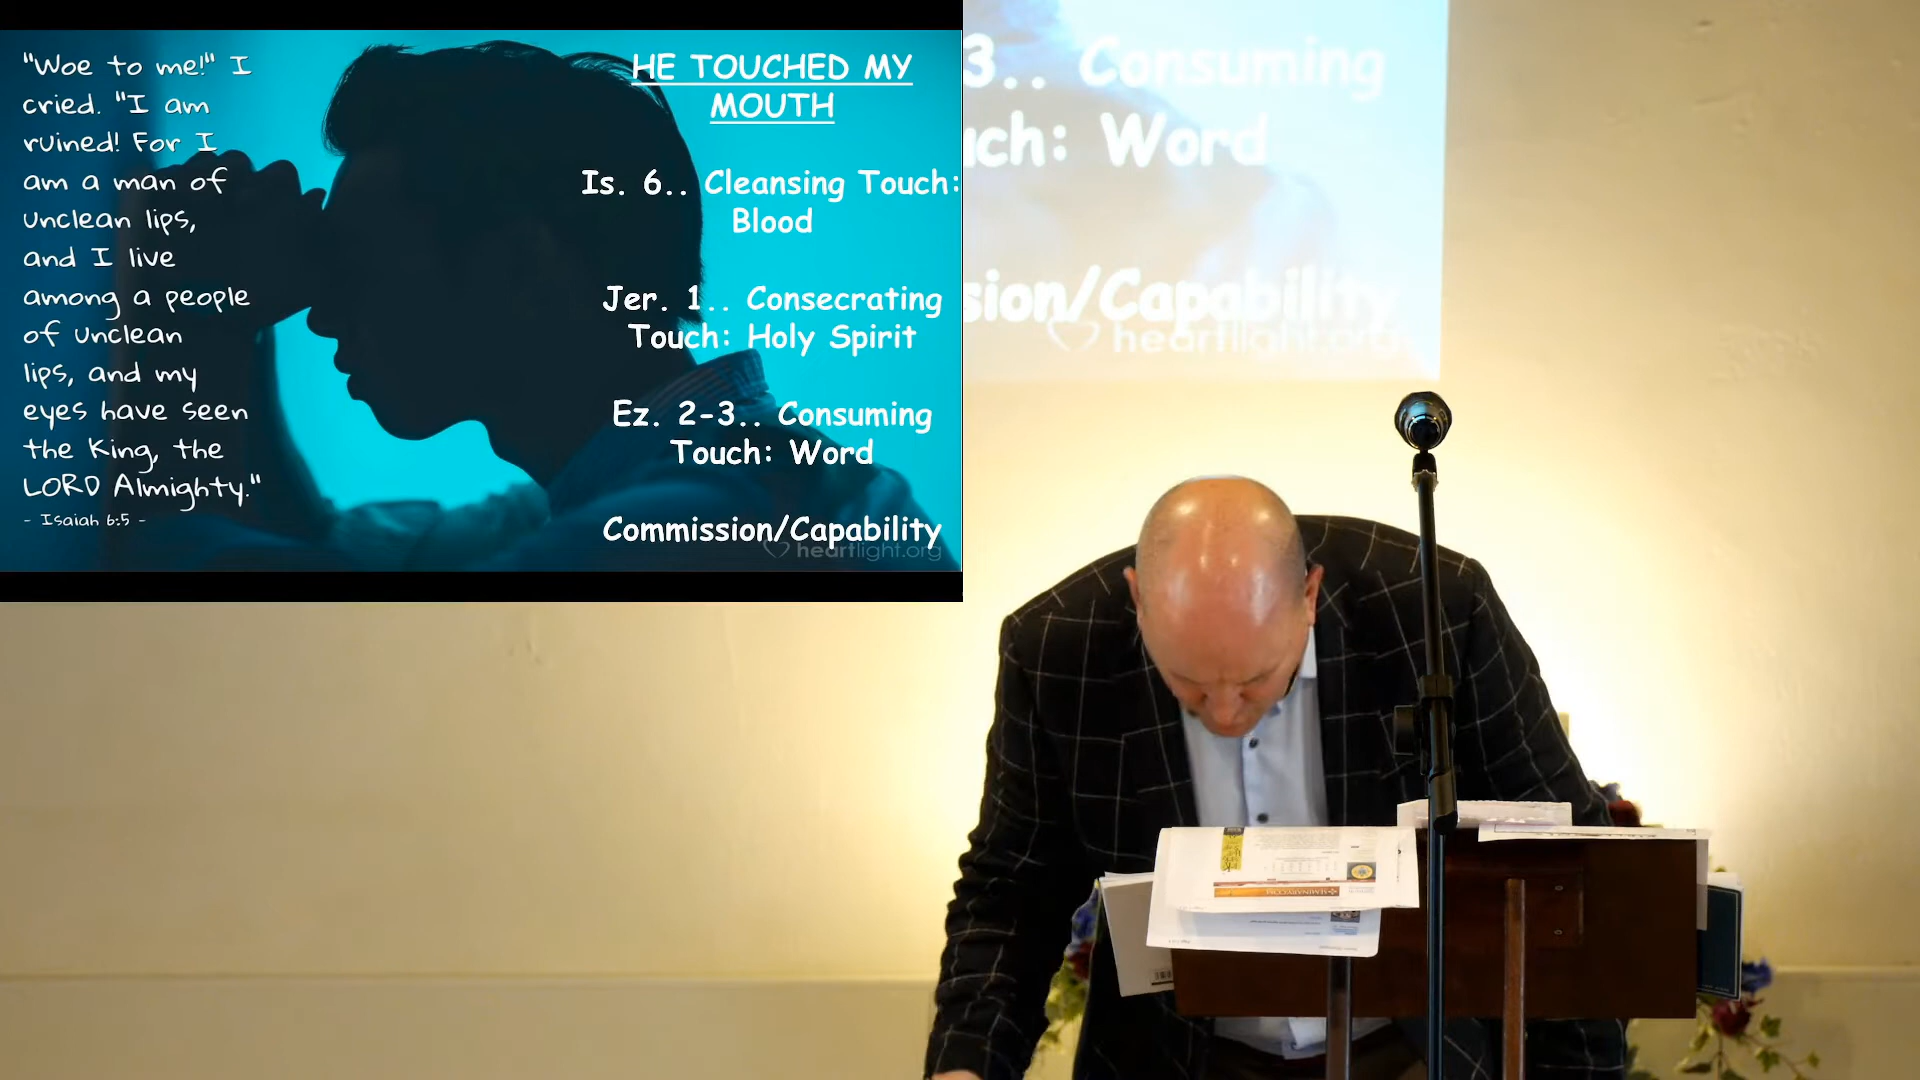 "Woe to me!" I
cried. "I am
ruined! For I
am a man of
unclean lips,
and I live
among a people
of unclean
lips, and my
eyes have seen
the King, the
LORD Almighty."
- Isaiah 6:5 -
HE TOUCHED MY
MOUTH
Is. 6.. Cleansing Touch:
Blood
Jer. 1.. Consecrating
Touch: Holy Spirit
Ez. 2-3.. Consuming
Touch: Word
Commission/Capability
heartlight.org
3.. Consuming
uch: Word
sion/Capability
heartlight.org